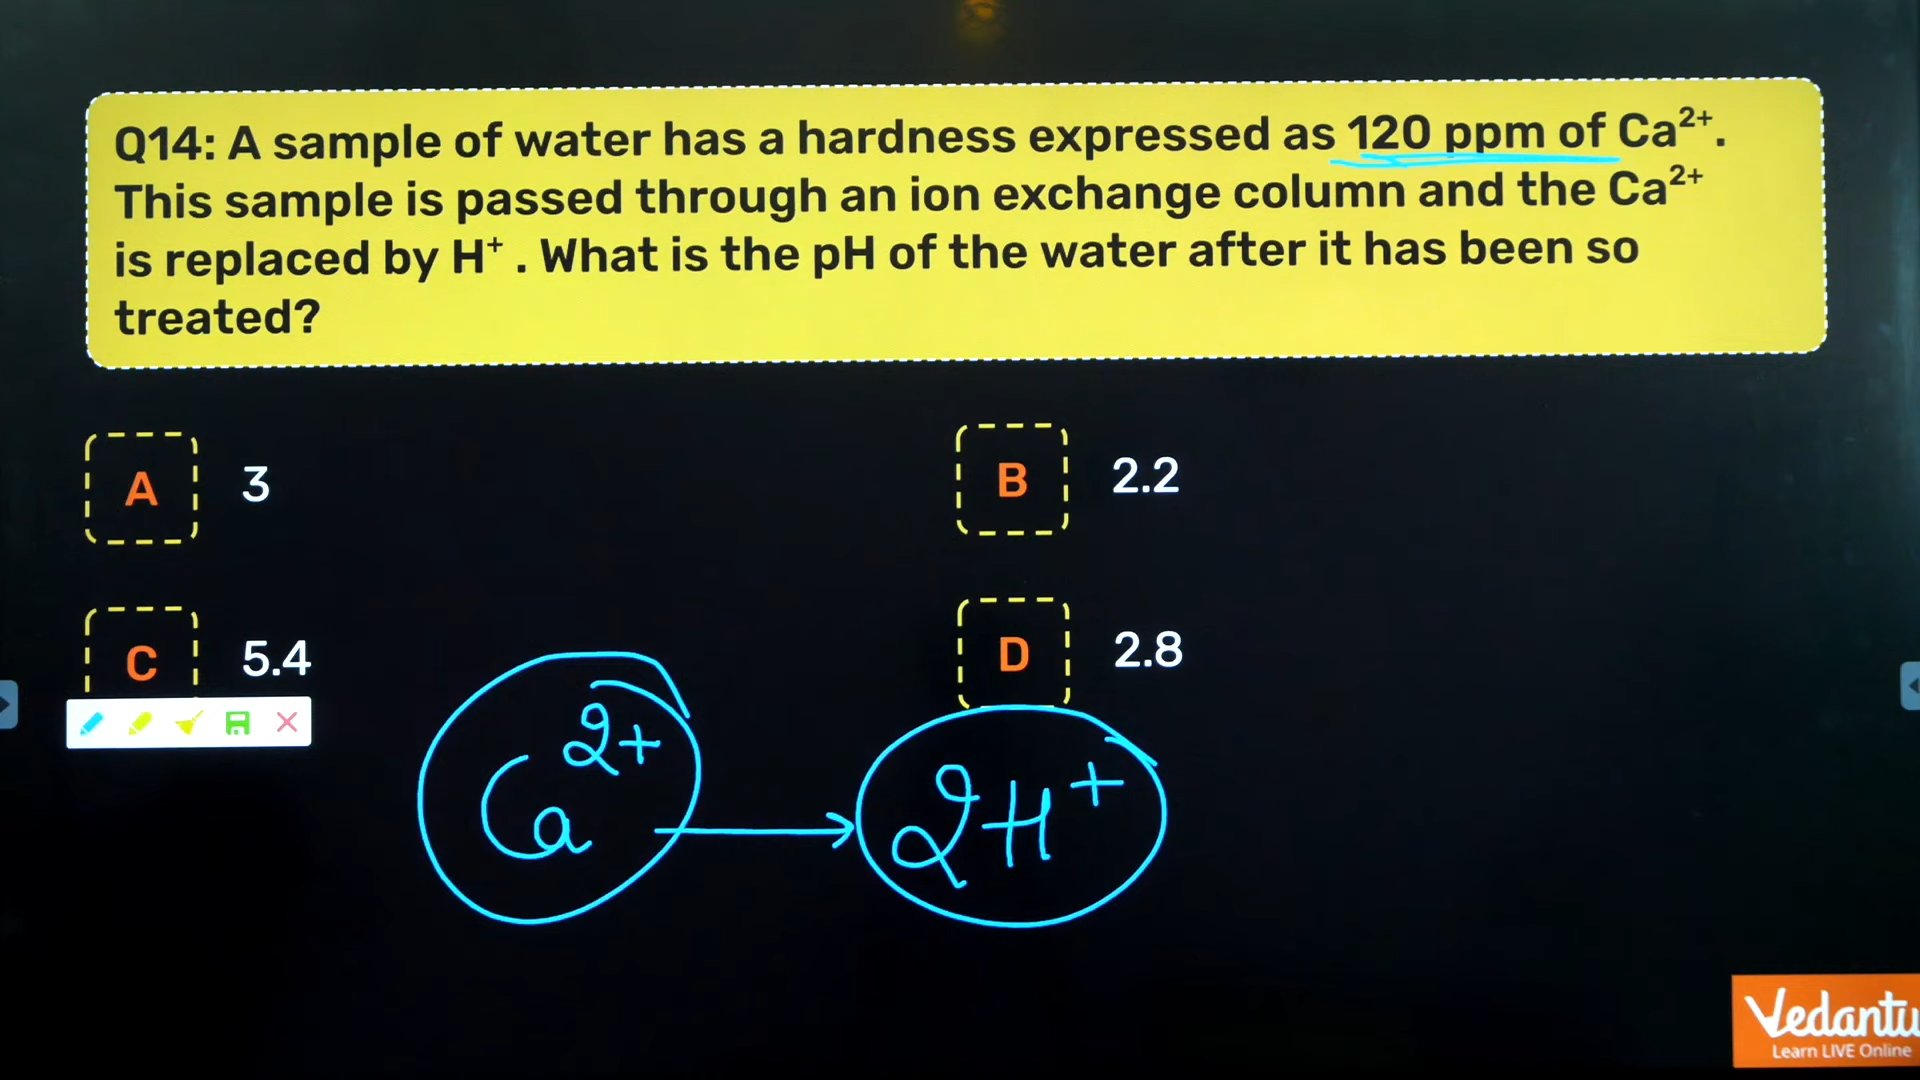 Q14: A sample of water has a hardness expressed as 120 ppm of Ca²⁺.
This sample is passed through an ion exchange column and the Ca²⁺
is replaced by H⁺ . What is the pH of the water after it has been so
treated?
A 3
B 2.2
C 5.4
D 2.8
Ca²⁺ → 2H⁺
Vedantu
Learn LIVE Online